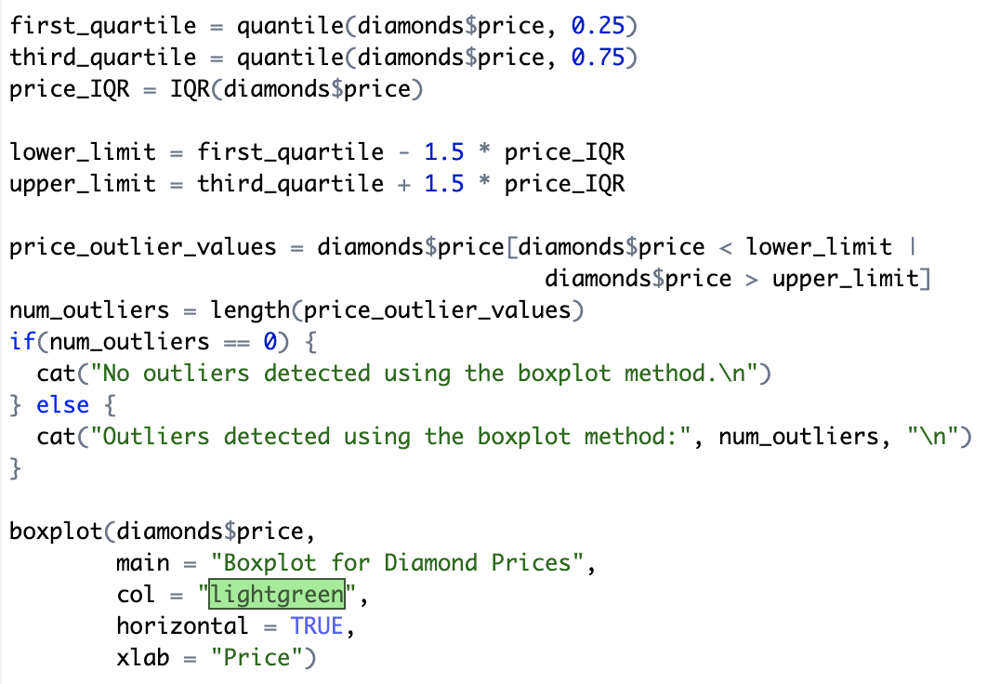 first_quartile = quantile(diamonds$price, 0.25)
third_quartile = quantile(diamonds$price, 0.75)
price_IQR = IQR(diamonds$price)

lower_limit = first_quartile - 1.5 * price_IQR
upper_limit = third_quartile + 1.5 * price_IQR

price_outlier_values = diamonds$price[diamonds$price < lower_limit |
                                        diamonds$price > upper_limit]
num_outliers = length(price_outlier_values)
if(num_outliers == 0) {
  cat("No outliers detected using the boxplot method.\n")
} else {
  cat("Outliers detected using the boxplot method:", num_outliers, "\n")
}

boxplot(diamonds$price,
        main = "Boxplot for Diamond Prices",
        col = "lightgreen",
        horizontal = TRUE,
        xlab = "Price")